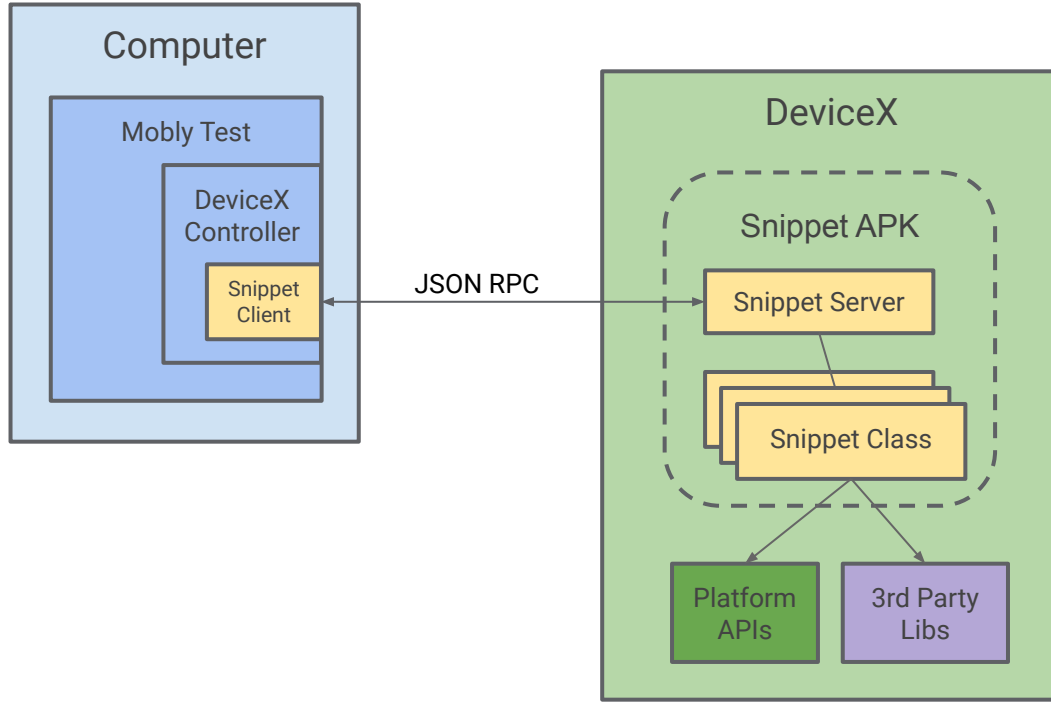 Computer
Mobly Test
DeviceX
Controller
Snippet
Client
JSON RPC
DeviceX
Snippet APK
Snippet Server
Snippet Class
Platform
APIs
3rd Party
Libs